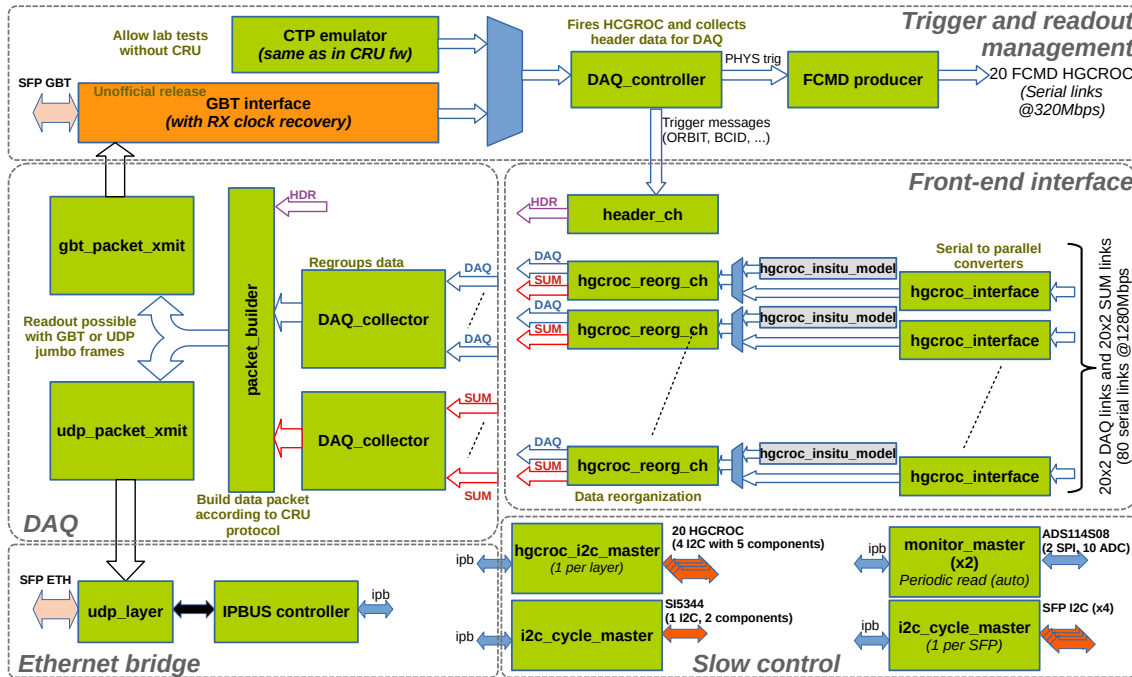 Trigger and readout
management
Allow lab tests
without CRU
CTP emulator
(same as in CRU fw)
Fires HCGROC and collects
header data for DAQ
DAQ_controller
PHYS trig
FCMD producer
20 FCMD HGCROC
(Serial links
@320Mbps)
SFP GBT
Unofficial release
GBT interface
(with RX clock recovery)
Trigger messages
(ORBIT, BCID, ...)
gbt_packet_xmit
Readout possible
with GBT or UDP
jumbo frames
udp_packet_xmit
packet_builder
HDR
Regroups data
DAQ_collector
DAQ
DAQ
DAQ_collector
SUM
SUM
Build data packet
according to CRU
protocol
DAQ
Front-end interface
HDR
header_ch
Serial to parallel
converters
DAQ
SUM
hgcroc_reorg_ch
hgcroc_insitu_model
hgcroc_interface
DAQ
SUM
hgcroc_reorg_ch
hgcroc_insitu_model
hgcroc_interface
DAQ
SUM
hgcroc_reorg_ch
hgcroc_insitu_model
hgcroc_interface
Data reorganization
20x2 DAQ links and 20x2 SUM links
(80 serial links @1280Mbps
SFP ETH
udp_layer
IPBUS controller
ipb
Ethernet bridge
ipb
hgcroc_i2c_master
(1 per layer)
20 HGCROC
(4 I2C with 5 components)
ipb
monitor_master
(x2)
Periodic read (auto)
ADS114S08
(2 SPI, 10 ADC)
ipb
i2c_cycle_master
SI5344
(1 I2C, 2 components)
ipb
i2c_cycle_master
(1 per SFP)
SFP I2C (x4)
Slow control